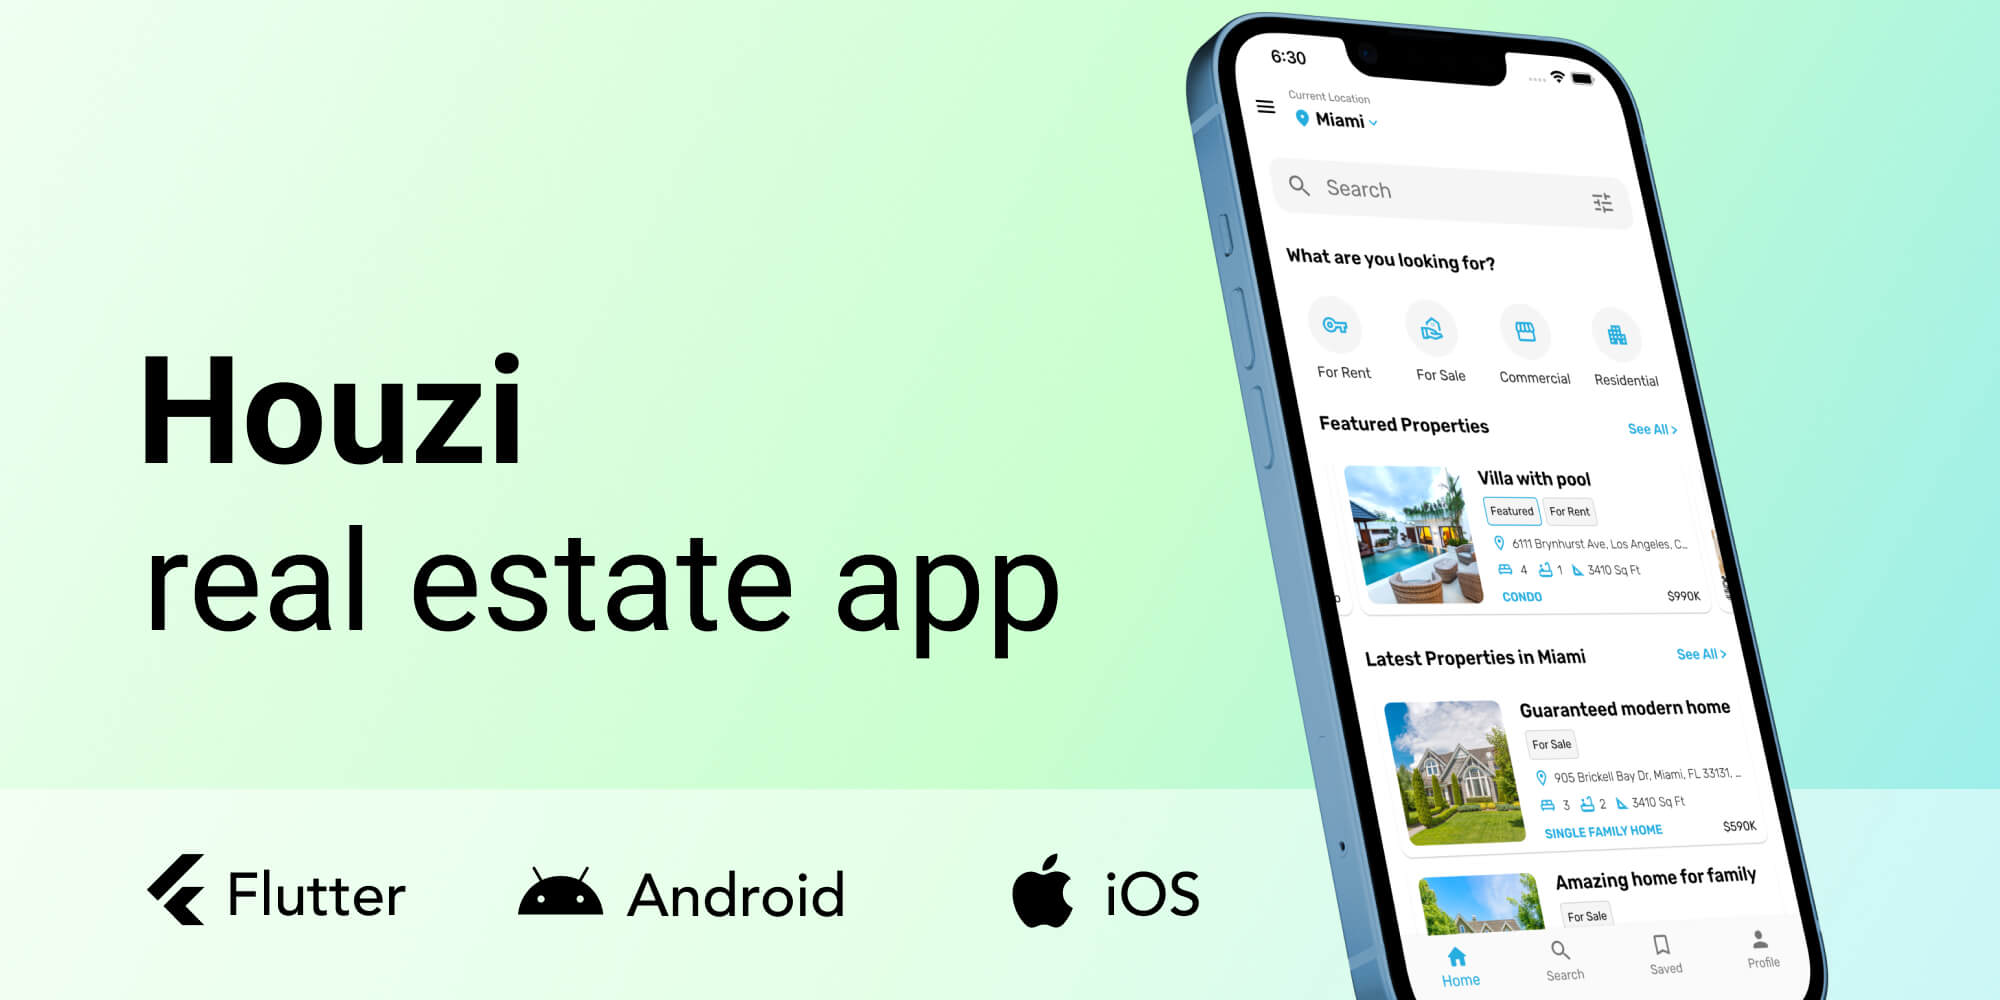 Houzi
real estate app
Flutter
Android
iOS
6:30
Current Location
Miami
Search
What are you looking for?
For Rent
For Sale
Commercial
Residential
Featured Properties
See All >
Villa with pool
Featured
For Rent
6111 Brynhurst Ave, Los Angeles, C...
4
1
3410 Sq Ft
CONDO
$990K
Latest Properties in Miami
See All >
Guaranteed modern home
For Sale
905 Brickell Bay Dr, Miami, FL 33131, ...
3
2
3410 Sq Ft
SINGLE FAMILY HOME
$590K
Amazing home for family
For Sale
Home
Search
Saved
Profile